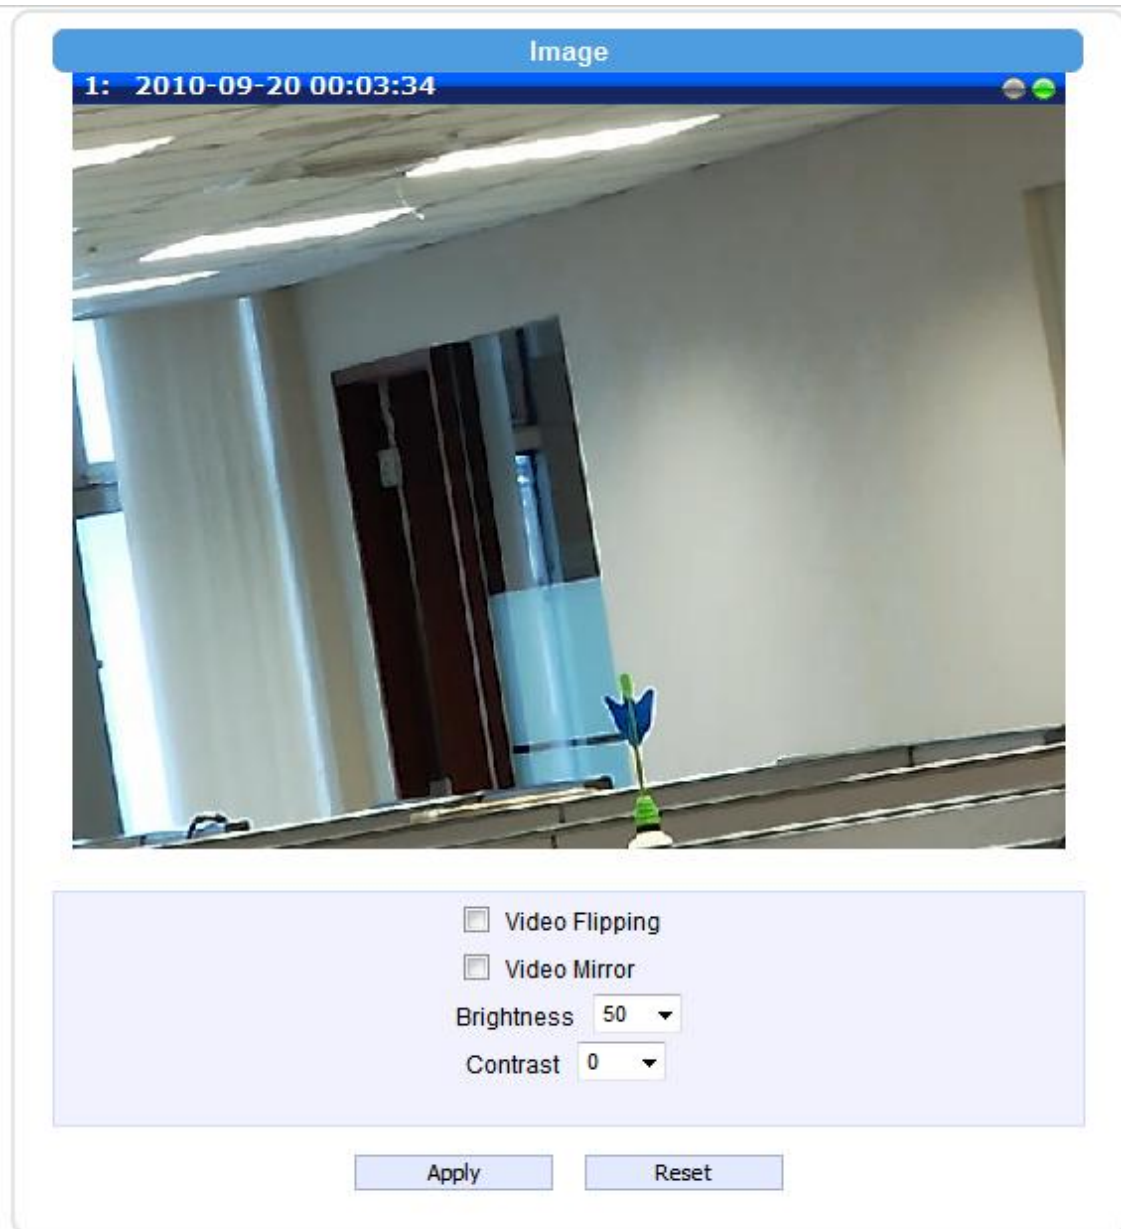 Image
1: 2010-09-20 00:03:34
Video Flipping
Video Mirror
Brightness 50
Contrast 0
Apply Reset